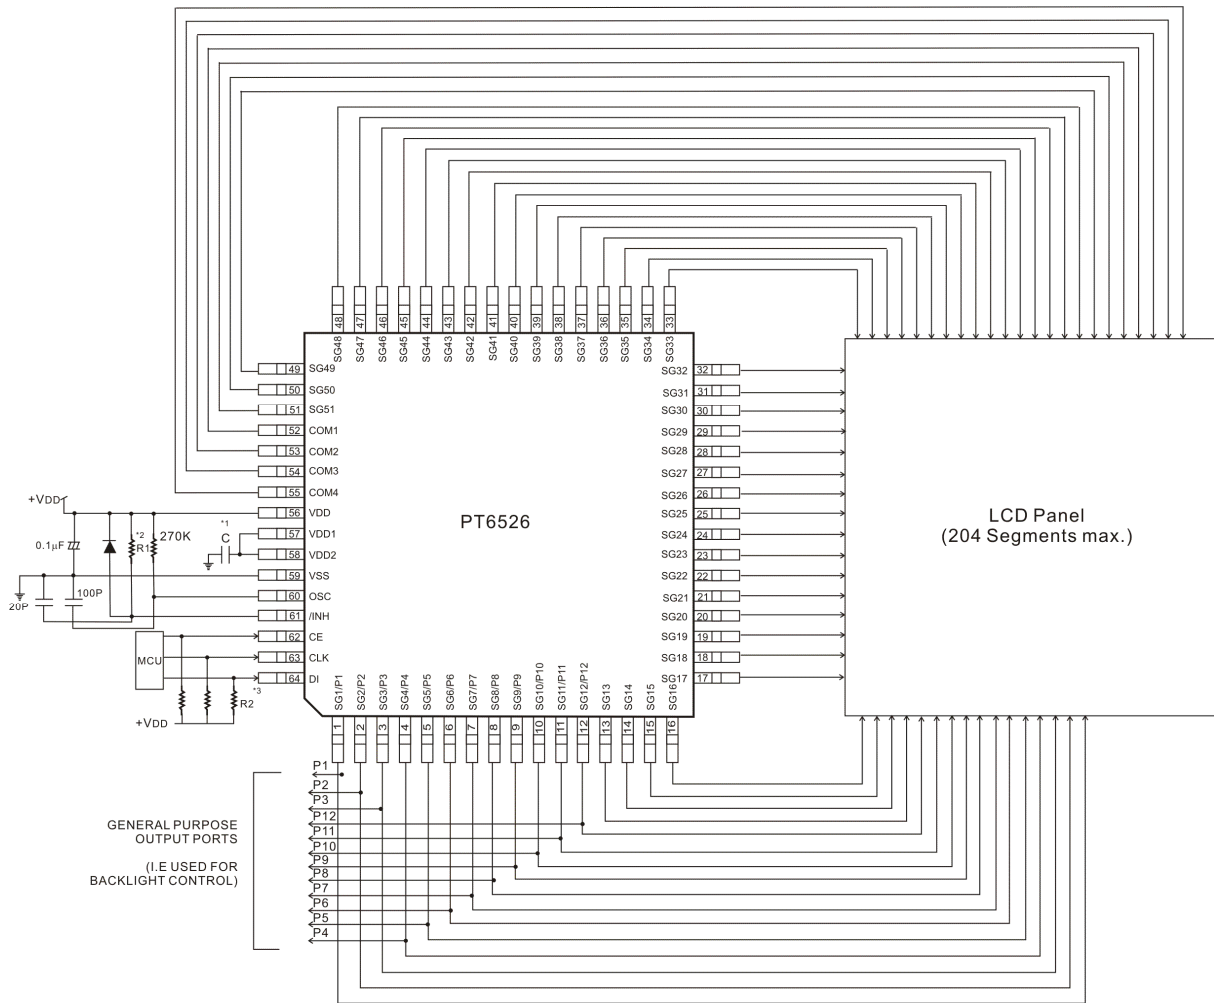 48
47
46
45
44
43
42
41
40
39
38
37
36
35
34
33
SG48
SG47
SG46
SG45
SG44
SG43
SG42
SG41
SG40
SG39
SG38
SG37
SG36
SG35
SG34
SG33
49 SG49
50 SG50
51 SG51
52 COM1
53 COM2
54 COM3
55 COM4
56 VDD
57 VDD1
58 VDD2
59 VSS
60 OSC
61 /INH
62 CE
63 CLK
64 DI
SG32 32
SG31 31
SG30 30
SG29 29
SG28 28
SG27 27
SG26 26
SG25 25
SG24 24
SG23 23
SG22 22
SG21 21
SG20 20
SG19 19
SG18 18
SG17 17
PT6526
LCD Panel
(204 Segments max.)
+VDD
0.1µF
*2
R1
270K
*1
C
20P
100P
MCU
*3
R2
+VDD
SG1/P1
SG2/P2
SG3/P3
SG4/P4
SG5/P5
SG6/P6
SG7/P7
SG8/P8
SG9/P9
SG10/P10
SG11/P11
SG12/P12
SG13
SG14
SG15
SG16
1
2
3
4
5
6
7
8
9
10
11
12
13
14
15
16
P1
P2
P3
P12
P11
P10
P9
P8
P7
P6
P5
P4
GENERAL PURPOSE
OUTPUT PORTS
(I.E USED FOR
BACKLIGHT CONTROL)